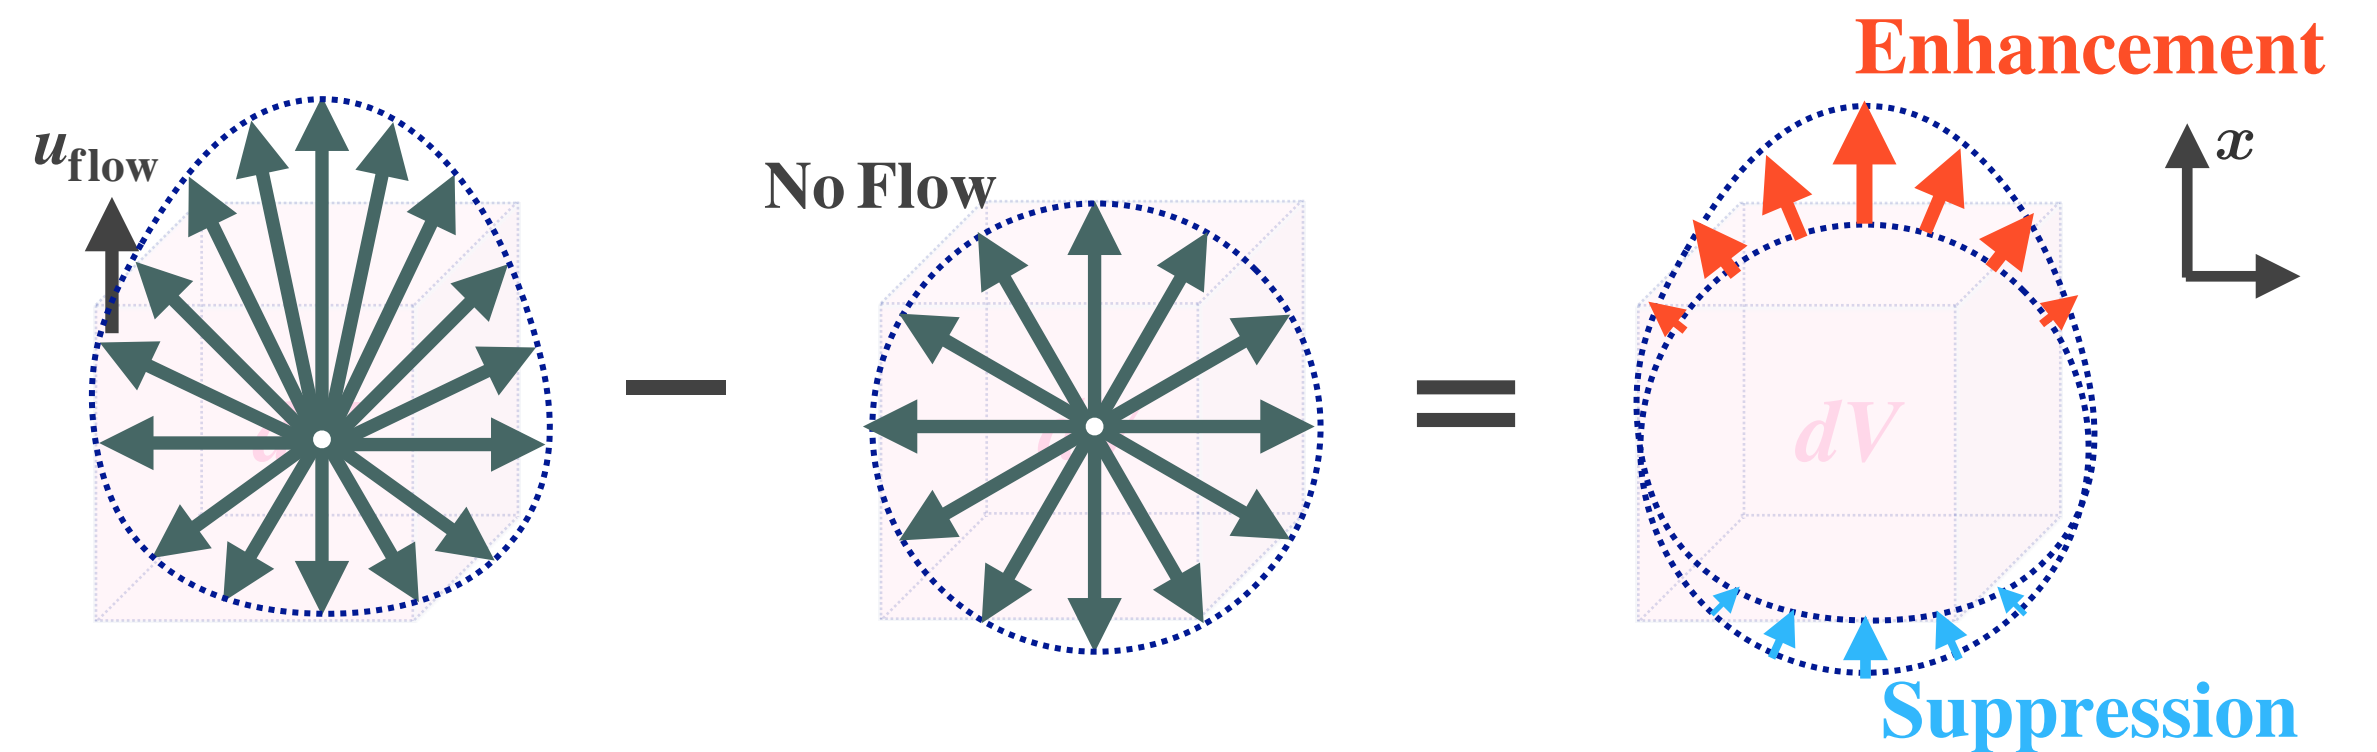 Enhancement
u_flow
No Flow
x
dV
Suppression